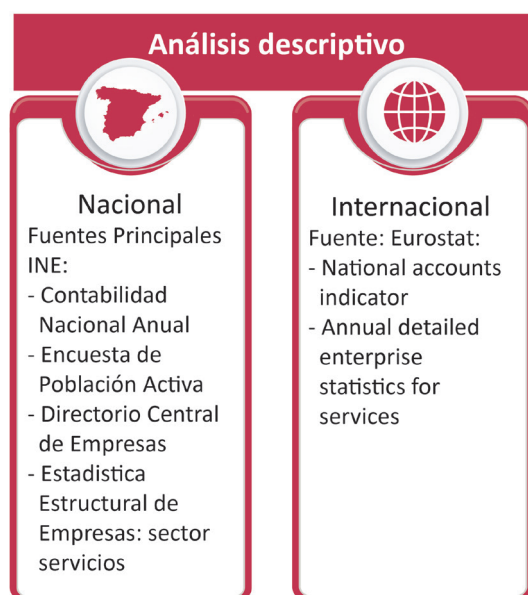 Análisis descriptivo
Nacional
Fuentes Principales
INE:
- Contabilidad
Nacional Anual
- Encuesta de
Población Activa
- Directorio Central
de Empresas
- Estadistica
Estructural de
Empresas: sector
servicios
Internacional
Fuente: Eurostat:
- National accounts
indicator
- Annual detailed
enterprise
statistics for
services